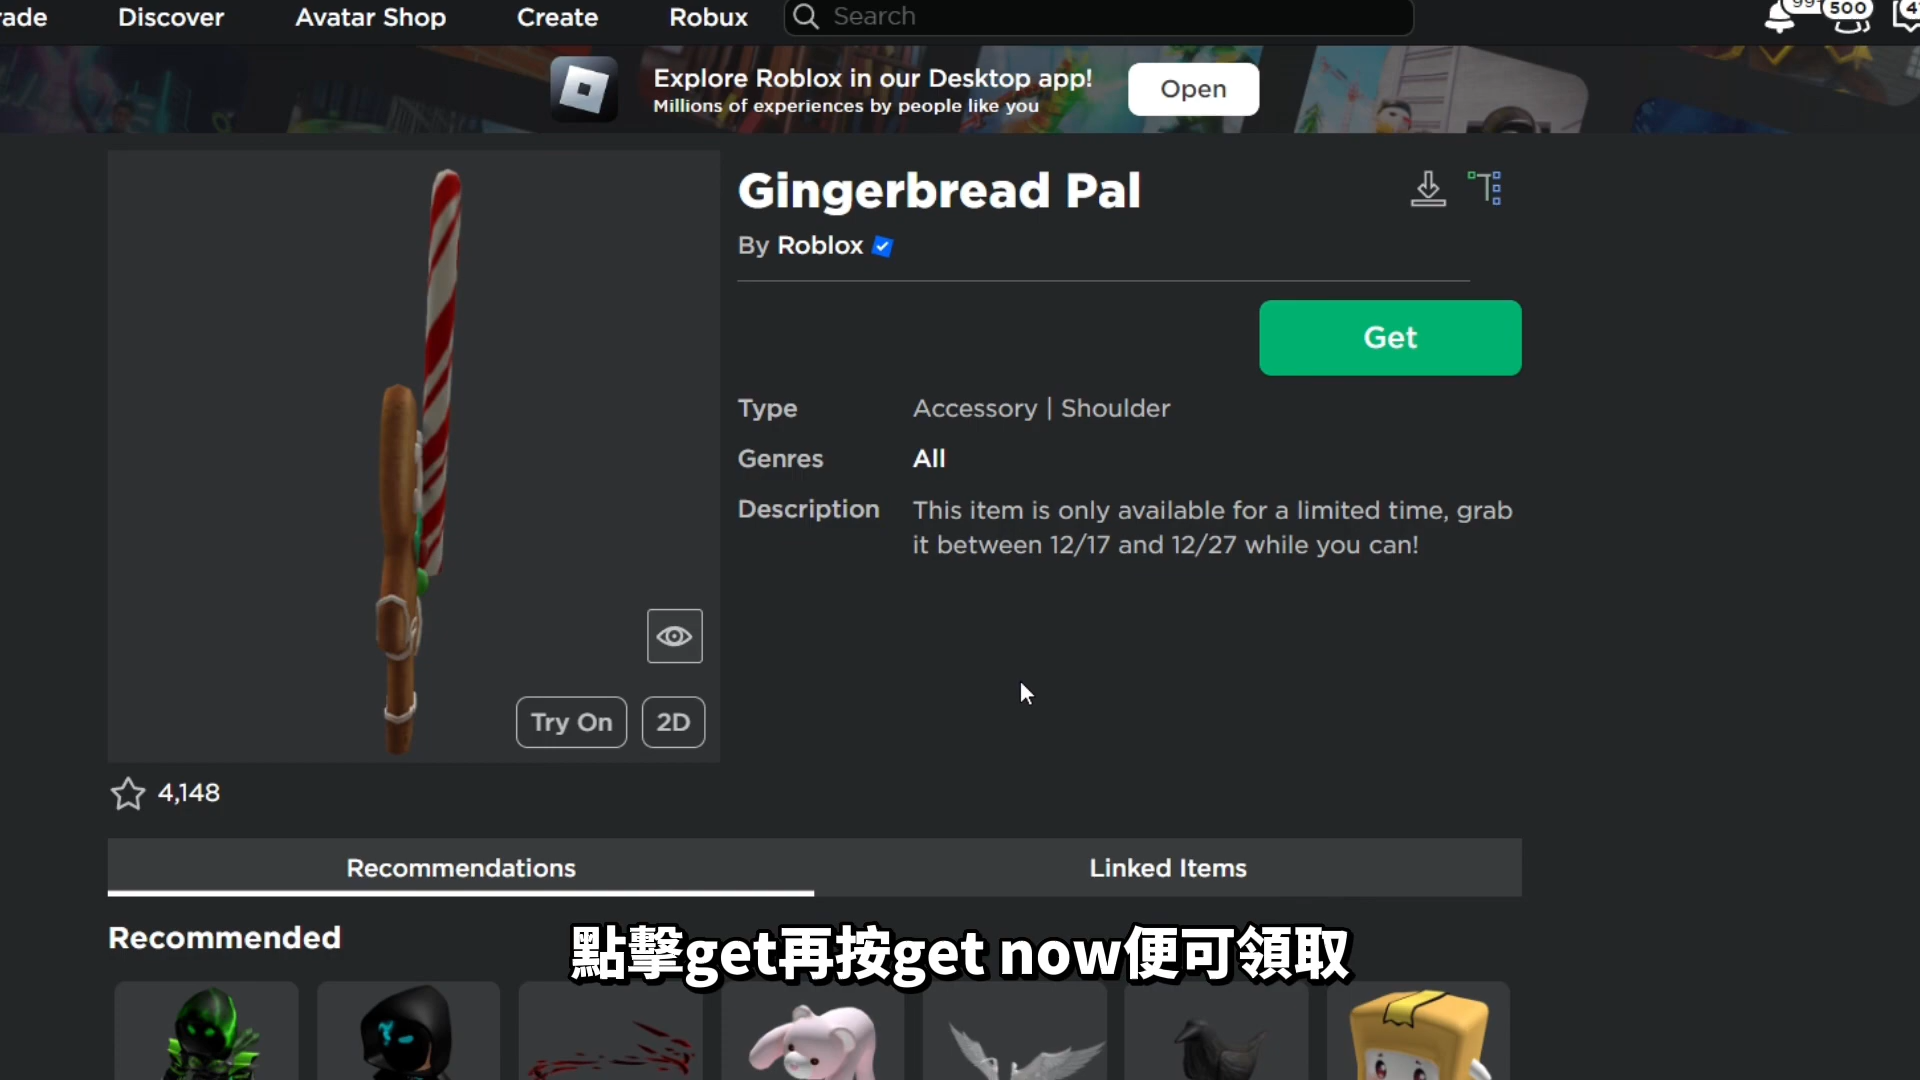 Discover
Avatar Shop
Create
Robux
Search
500
Explore Roblox in our Desktop app!
Millions of experiences by people like you
Open
Gingerbread Pal
By Roblox
Get
Type
Accessory | Shoulder
Genres
All
Description
This item is only available for a limited time, grab
it between 12/17 and 12/27 while you can!
Try On
2D
4,148
Recommendations
Linked Items
Recommended
點擊get再按get now便可領取